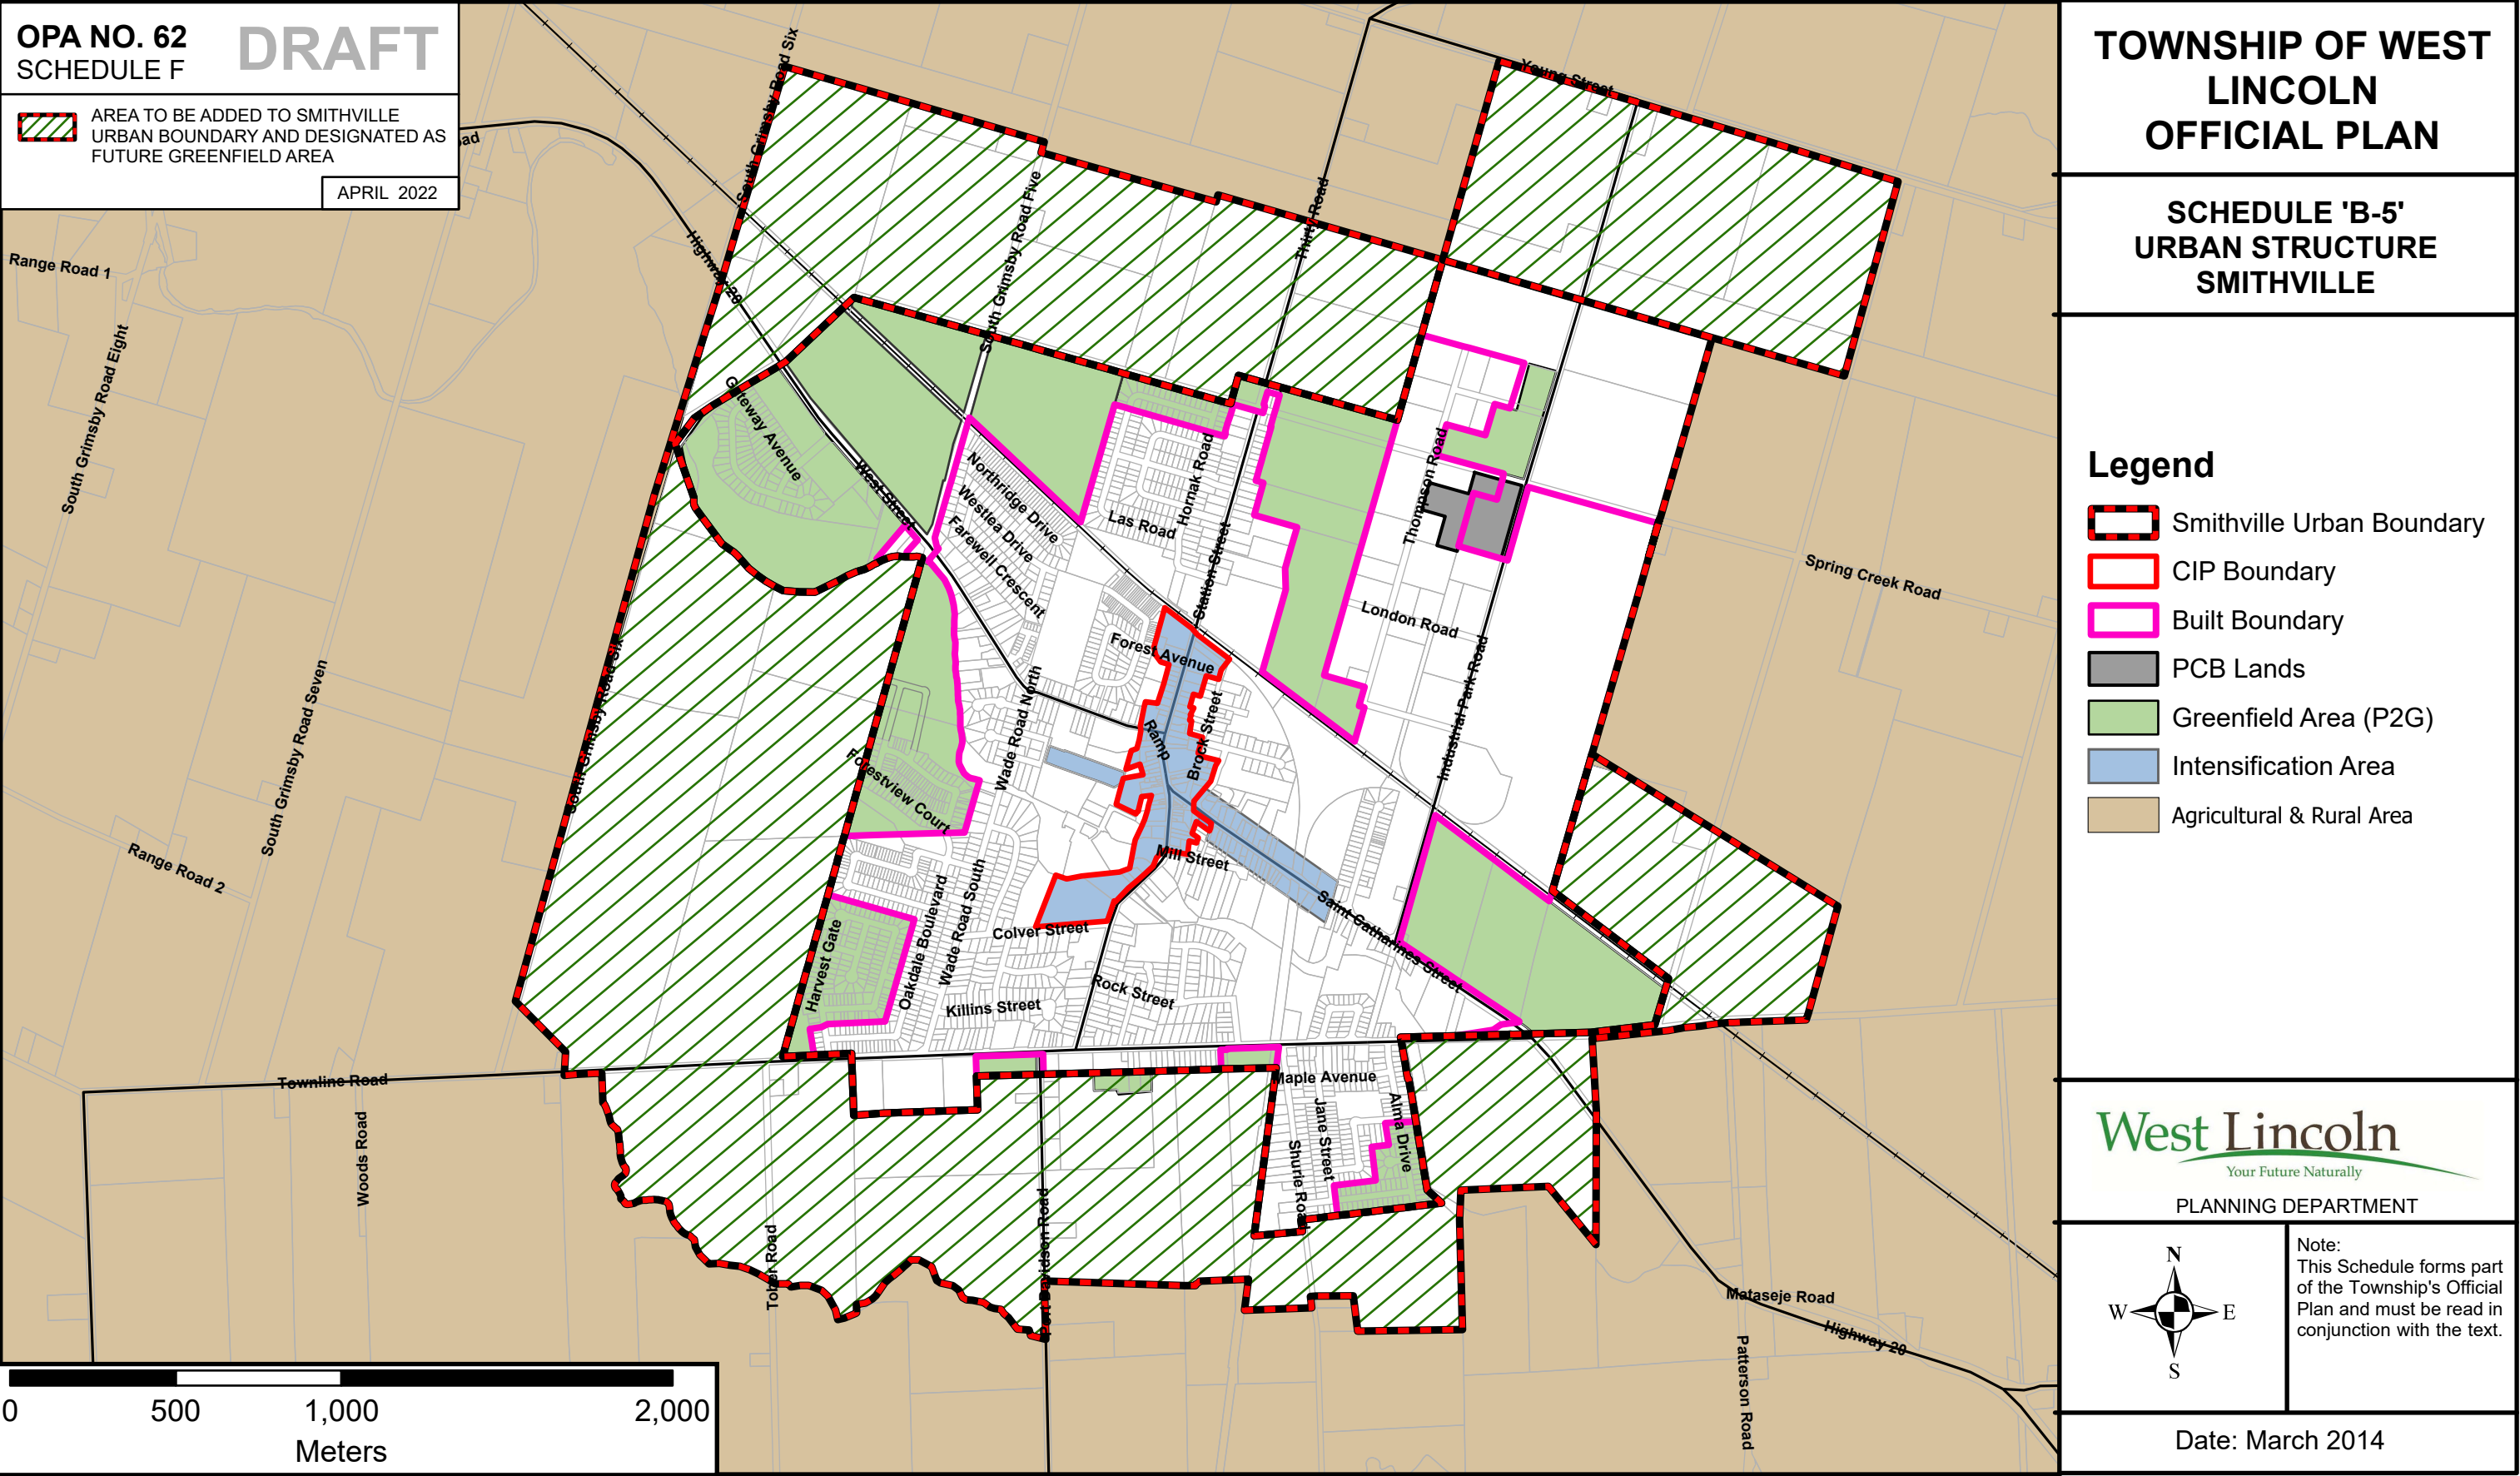 OPA NO. 62
SCHEDULE F
DRAFT
AREA TO BE ADDED TO SMITHVILLE
URBAN BOUNDARY AND DESIGNATED AS
FUTURE GREENFIELD AREA
APRIL 2022
TOWNSHIP OF WEST
LINCOLN
OFFICIAL PLAN
SCHEDULE 'B-5'
URBAN STRUCTURE
SMITHVILLE
Legend
Smithville Urban Boundary
CIP Boundary
Built Boundary
PCB Lands
Greenfield Area (P2G)
Intensification Area
Agricultural & Rural Area
West Lincoln
Your Future Naturally
PLANNING DEPARTMENT
N
W
E
S
Note:
This Schedule forms part
of the Township's Official
Plan and must be read in
conjunction with the text.
Date: March 2014
Young Street
South Grimsby Road Six
South Grimsby Road Five
Thirty Road
Highway 20
Range Road 1
South Grimsby Road Eight
Gateway Avenue
West Street
Northridge Drive
Westlea Drive
Farewell Crescent
Las Road
Hornak Road
Station Street
Thompson Road
London Road
Industrial Park Road
Spring Creek Road
Forest Avenue
Wade Road North
Ramp
Brock Street
South Grimsby Road Six
South Grimsby Road Seven
Range Road 2
Forestview Court
Mill Street
Saint Catharines Street
Harvest Gate
Oakdale Boulevard
Wade Road South
Colver Street
Killins Street
Rock Street
Townline Road
Woods Road
Tober Road
Maple Avenue
Jane Street
Shurie Road
Alma Drive
Mataseje Road
Highway 20
Patterson Road
0
500
1,000
2,000
Meters